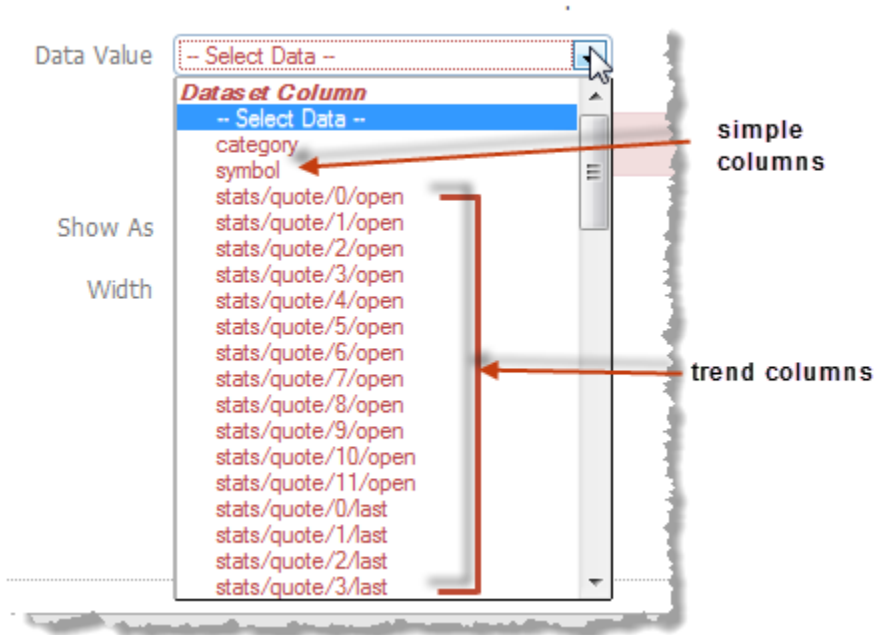 Data Value
-- Select Data --
Dataset Column
-- Select Data --
category
symbol
stats/quote/0/open
stats/quote/1/open
stats/quote/2/open
stats/quote/3/open
stats/quote/4/open
stats/quote/5/open
stats/quote/6/open
stats/quote/7/open
stats/quote/8/open
stats/quote/9/open
stats/quote/10/open
stats/quote/11/open
stats/quote/0/last
stats/quote/1/last
stats/quote/2/last
stats/quote/3/last
Show As
Width
simple
columns
trend columns